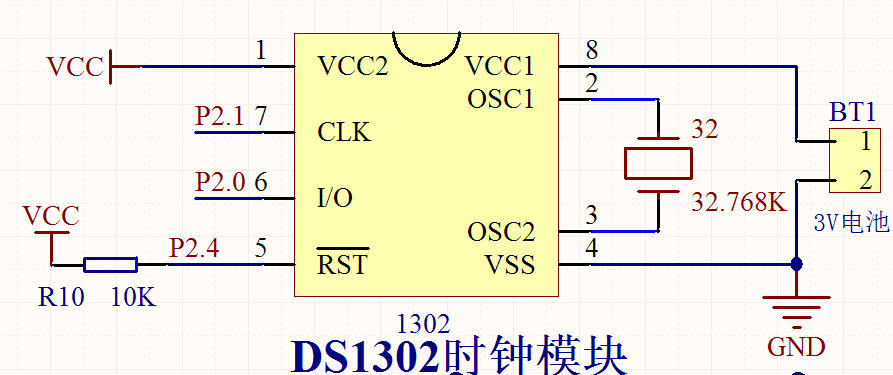 VCC
1
VCC2
VCC1
8
OSC1
2
P2.1 7
CLK
32
BT1
1
2
P2.0 6
I/O
32.768K
3V电池
VCC
P2.4 5
RST
OSC2
3
VSS
4
R10 10K
1302
GND
DS1302时钟模块